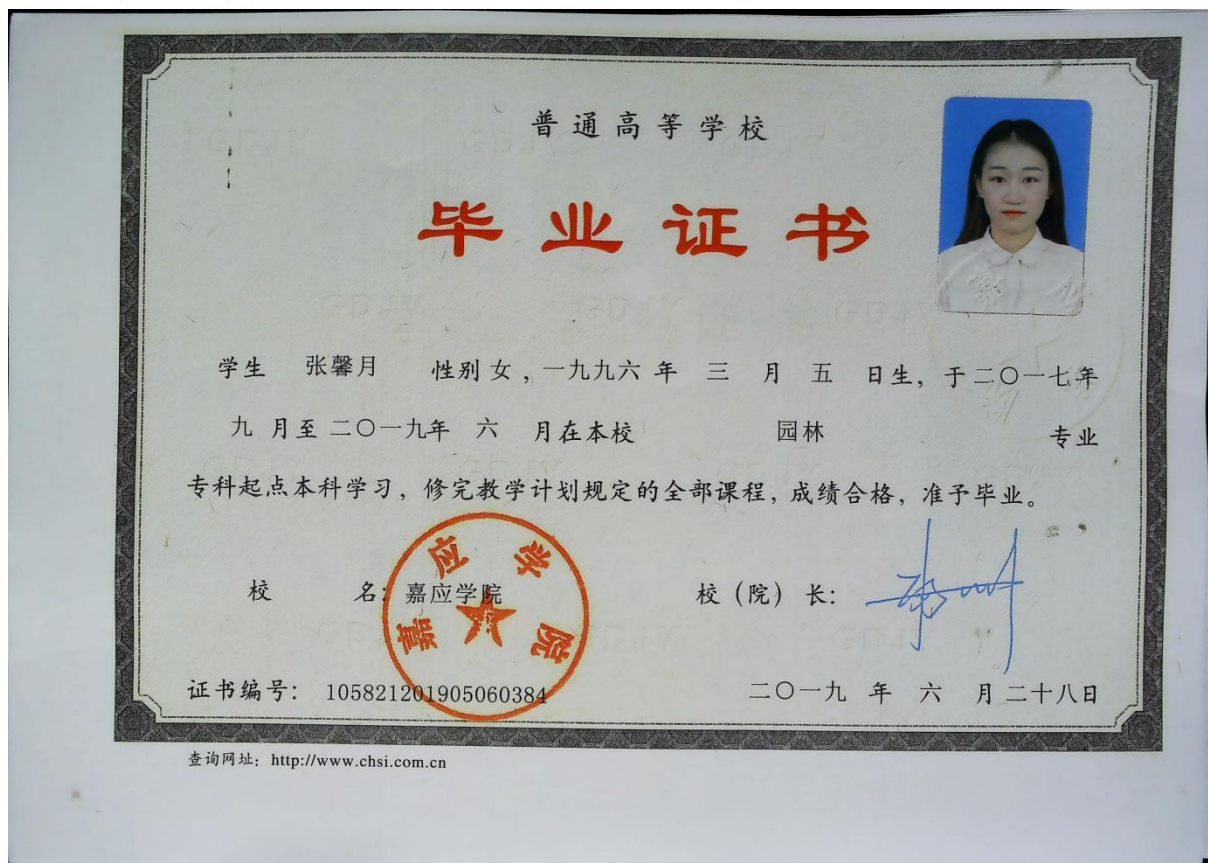 普通高等学校
毕业证书
学生 张馨月 性别 女，一九九六 年 三 月 五 日生，于二〇一七年
九 月至 二〇一九年 六 月在本校 园林 专业
专科起点本科学习，修完教学计划规定的全部课程，成绩合格，准予毕业。
校 名：嘉应学院 校（院）长：
嘉应学院
证书编号：105821201905060384 二〇一九 年 六 月二十八日
查询网址：http://www.chsi.com.cn